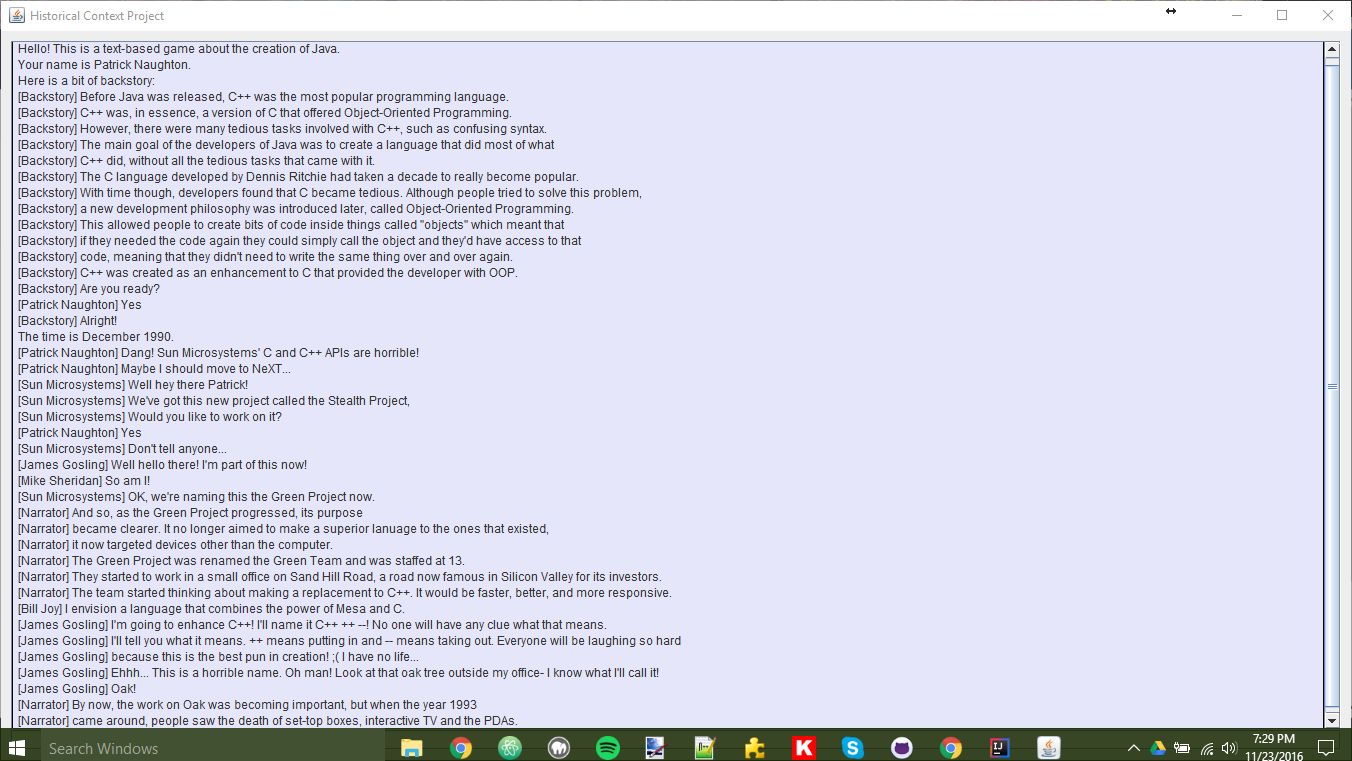 Historical Context Project
Hello! This is a text-based game about the creation of Java.
Your name is Patrick Naughton.
Here is a bit of backstory:
[Backstory] Before Java was released, C++ was the most popular programming language.
[Backstory] C++ was, in essence, a version of C that offered Object-Oriented Programming.
[Backstory] However, there were many tedious tasks involved with C++, such as confusing syntax.
[Backstory] The main goal of the developers of Java was to create a language that did most of what
[Backstory] C++ did, without all the tedious tasks that came with it.
[Backstory] The C language developed by Dennis Ritchie had taken a decade to really become popular.
[Backstory] With time though, developers found that C became tedious. Although people tried to solve this problem,
[Backstory] a new development philosophy was introduced later, called Object-Oriented Programming.
[Backstory] This allowed people to create bits of code inside things called "objects" which meant that
[Backstory] if they needed the code again they could simply call the object and they'd have access to that
[Backstory] code, meaning that they didn't need to write the same thing over and over again.
[Backstory] C++ was created as an enhancement to C that provided the developer with OOP.
[Backstory] Are you ready?
[Patrick Naughton] Yes
[Backstory] Alright!
The time is December 1990.
[Patrick Naughton] Dang! Sun Microsystems' C and C++ APIs are horrible!
[Patrick Naughton] Maybe I should move to NeXT...
[Sun Microsystems] Well hey there Patrick!
[Sun Microsystems] We've got this new project called the Stealth Project,
[Sun Microsystems] Would you like to work on it?
[Patrick Naughton] Yes
[Sun Microsystems] Don't tell anyone...
[James Gosling] Well hello there! I'm part of this now!
[Mike Sheridan] So am I!
[Sun Microsystems] OK, we're naming this the Green Project now.
[Narrator] And so, as the Green Project progressed, its purpose
[Narrator] became clearer. It no longer aimed to make a superior lanuage to the ones that existed,
[Narrator] it now targeted devices other than the computer.
[Narrator] The Green Project was renamed the Green Team and was staffed at 13.
[Narrator] They started to work in a small office on Sand Hill Road, a road now famous in Silicon Valley for its investors.
[Narrator] The team started thinking about making a replacement to C++. It would be faster, better, and more responsive.
[Bill Joy] I envision a language that combines the power of Mesa and C.
[James Gosling] I'm going to enhance C++! I'll name it C++ ++ --! No one will have any clue what that means.
[James Gosling] I'll tell you what it means. ++ means putting in and -- means taking out. Everyone will be laughing so hard
[James Gosling] because this is the best pun in creation! ;( I have no life...
[James Gosling] Ehhh... This is a horrible name. Oh man! Look at that oak tree outside my office- I know what I'll call it!
[James Gosling] Oak!
[Narrator] By now, the work on Oak was becoming important, but when the year 1993
[Narrator] came around, people saw the death of set-top boxes, interactive TV and the PDAs.
Search Windows
7:29 PM
11/23/2016